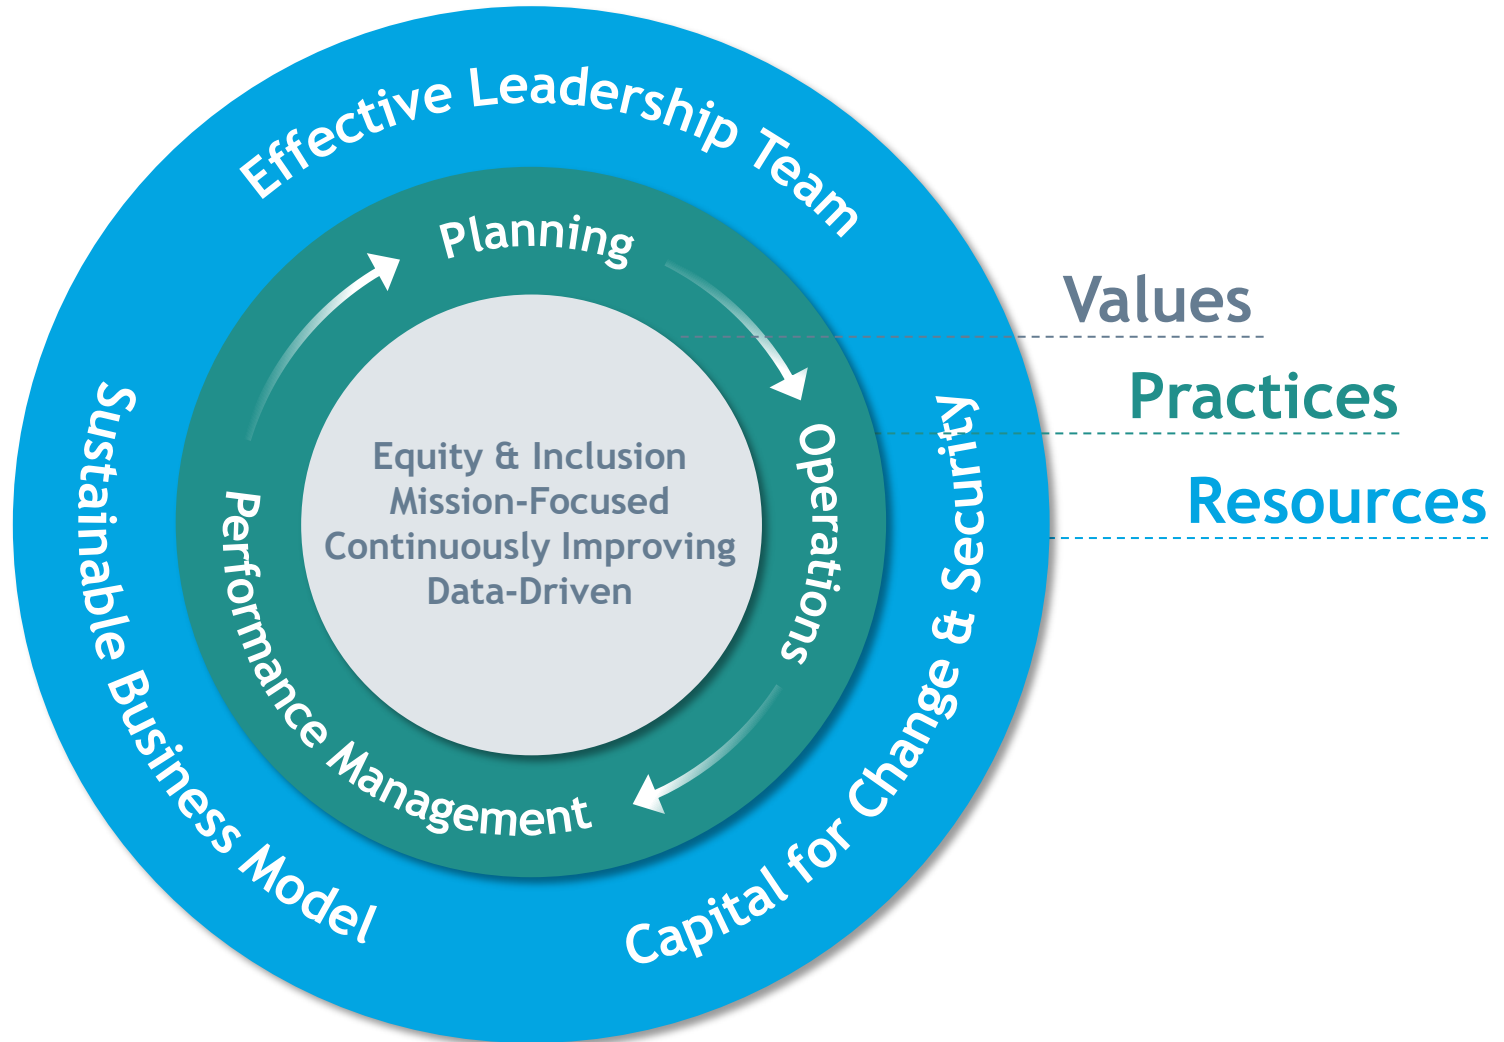 Effective Leadership Team
Planning
Values
Practices
Resources
Operations
Capital for Change & Security
Performance Management
Sustainable Business Model
Equity & Inclusion
Mission-Focused
Continuously Improving
Data-Driven